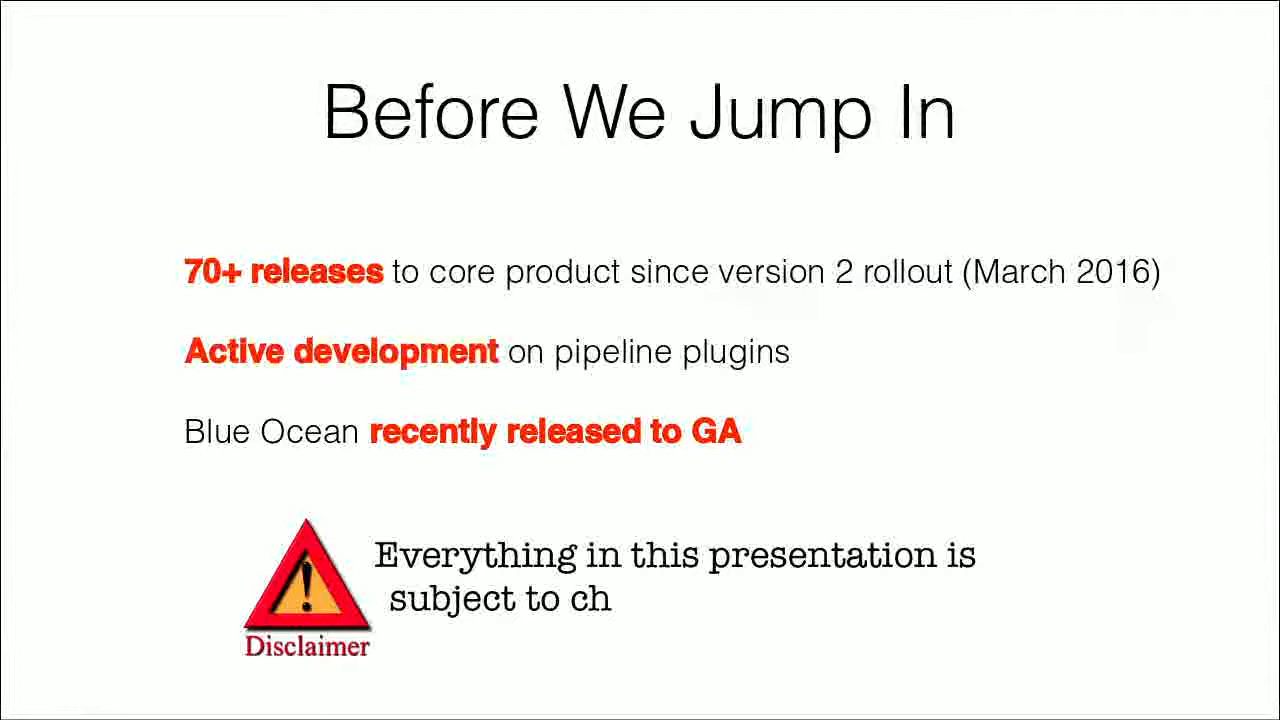 Before We Jump In
70+ releases to core product since version 2 rollout (March 2016)
Active development on pipeline plugins
Blue Ocean recently released to GA
Everything in this presentation is
subject to ch
Disclaimer